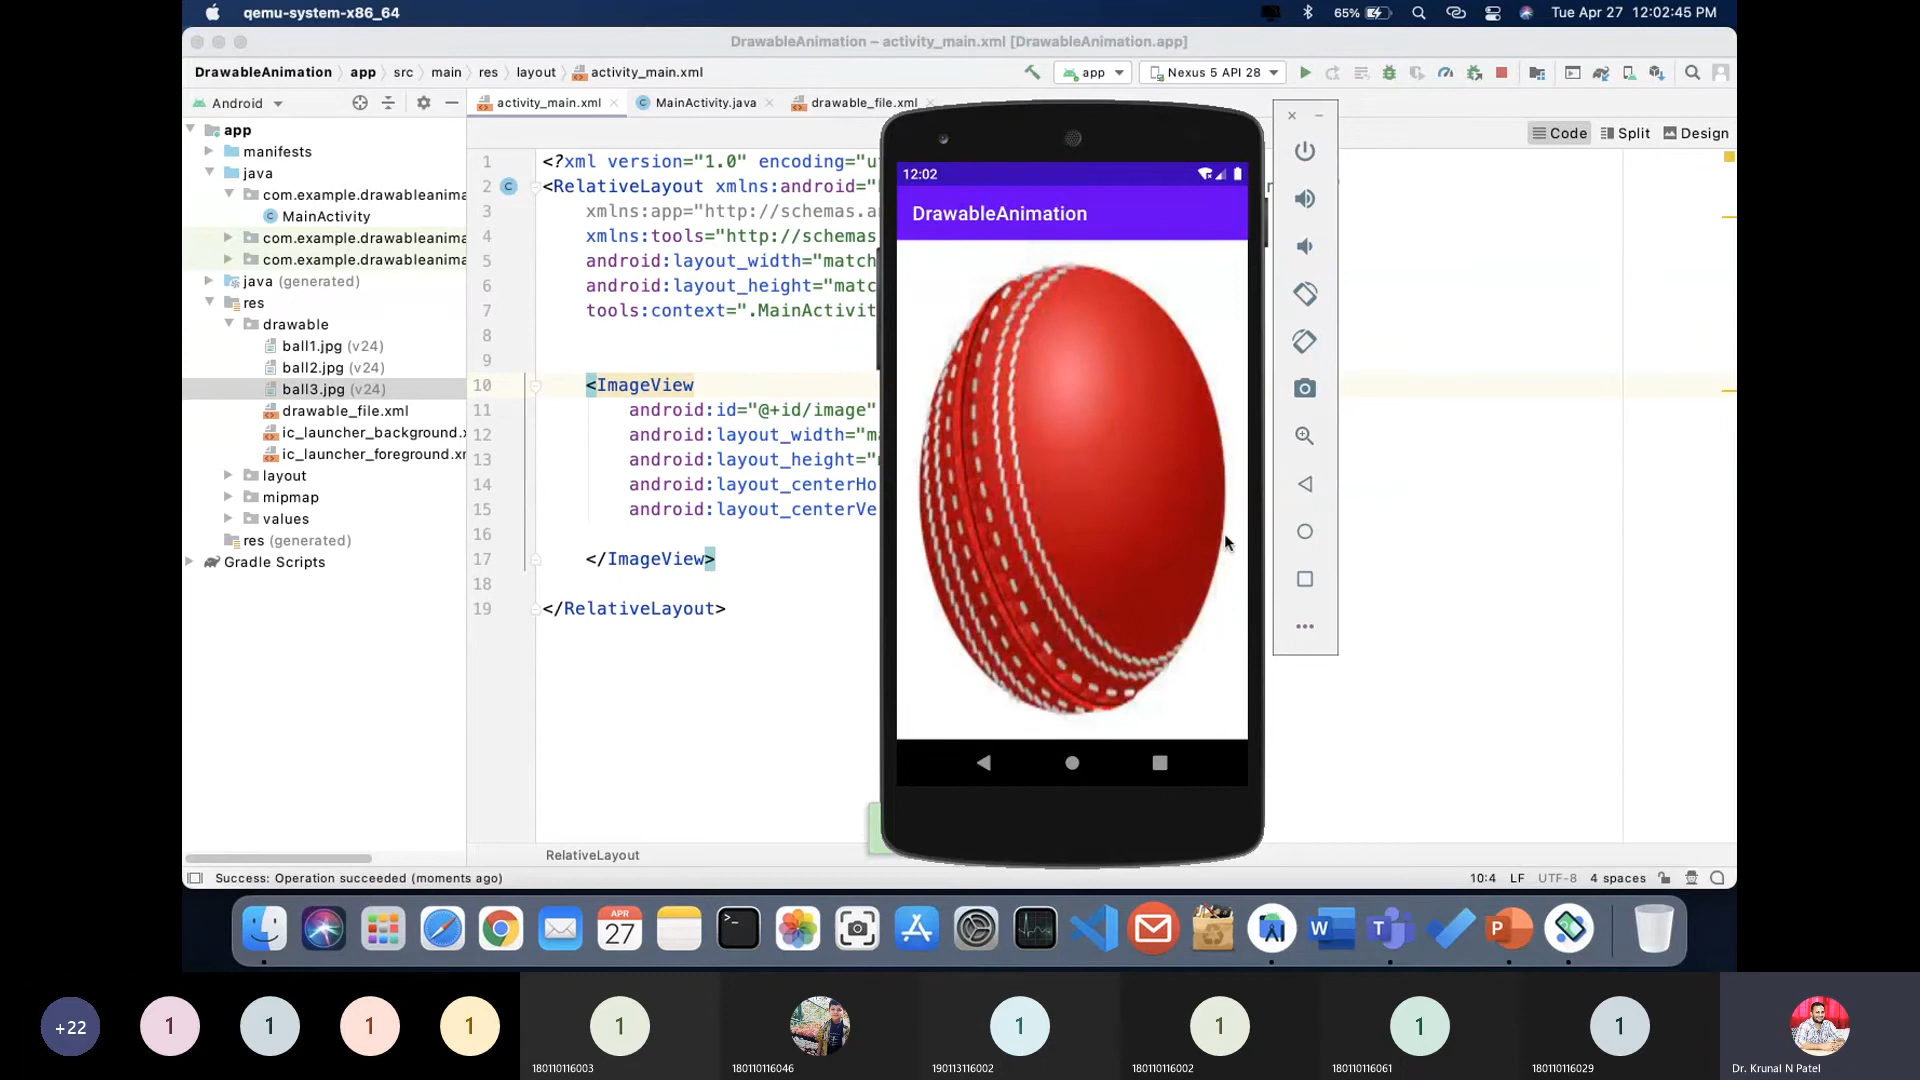 qemu-system-x86_64
65%
Tue Apr 27 12:02:45 PM
DrawableAnimation – activity_main.xml [DrawableAnimation.app]
DrawableAnimation
app
src
main
res
layout
activity_main.xml
app
Nexus 5 API 28
Android
activity_main.xml
MainActivity.java
drawable_file.xml
Code
Split
Design
app
manifests
java
com.example.drawableanima
MainActivity
com.example.drawableanima
com.example.drawableanima
java (generated)
res
drawable
ball1.jpg (v24)
ball2.jpg (v24)
ball3.jpg (v24)
drawable_file.xml
ic_launcher_background.x
ic_launcher_foreground.xr
layout
mipmap
values
res (generated)
Gradle Scripts
1 <?xml version="1.0" encoding="u
2 <RelativeLayout xmlns:android="
3 xmlns:app="http://schemas.a
4 xmlns:tools="http://schemas
5 android:layout_width="match
6 android:layout_height="matc
7 tools:context=".MainActivit
8
9
10 <ImageView
11 android:id="@+id/image"
12 android:layout_width="m
13 android:layout_height="
14 android:layout_centerHo
15 android:layout_centerVe
16
17 </ImageView>
18
19 </RelativeLayout>
12:02
DrawableAnimation
RelativeLayout
Success: Operation succeeded (moments ago)
10:4 LF UTF-8 4 spaces
APR
27
W
T
P
+22
1
1
1
1
1
1
1
1
1
180110116003
180110116046
190113116002
180110116002
180110116061
180110116029
Dr. Krunal N Patel